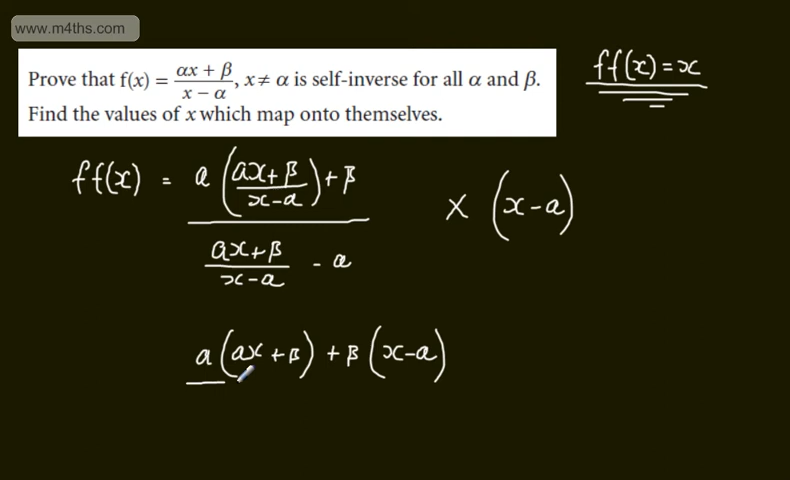 www.m4ths.com
Prove that f(x) = (αx + β)/(x − α), x ≠ α is self-inverse for all α and β.
Find the values of x which map onto themselves.
ff(x) = x
ff(x) = (a((ax+β)/(x-a)) + β)/((ax+β)/(x-a) - a) × (x-a)
a(ax+β) + β(x-a)